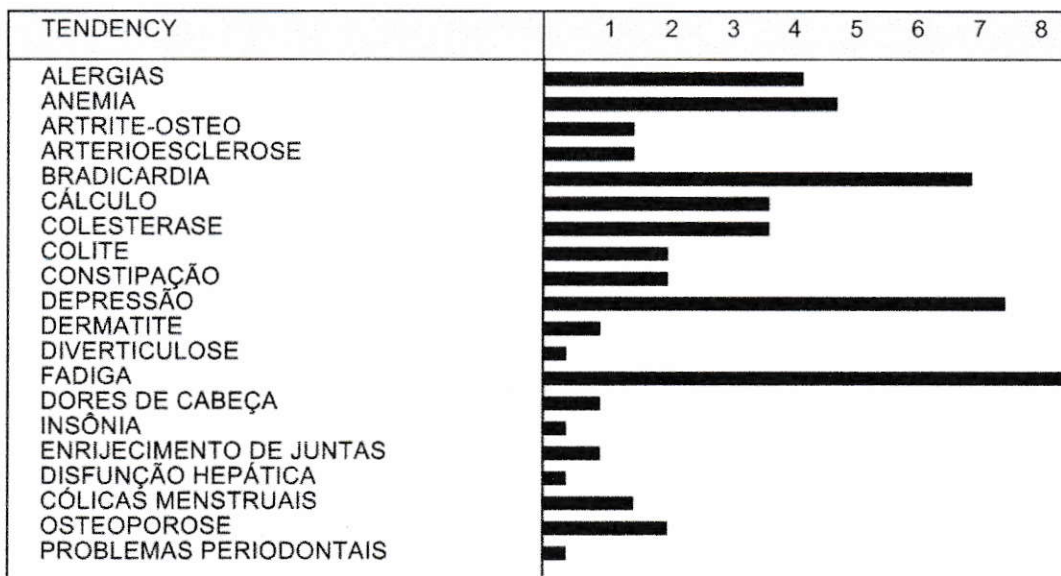 TENDENCY 1 2 3 4 5 6 7 8
ALERGIAS
ANEMIA
ARTRITE-OSTEO
ARTERIOESCLEROSE
BRADICARDIA
CÁLCULO
COLESTERASE
COLITE
CONSTIPAÇÃO
DEPRESSÃO
DERMATITE
DIVERTICULOSE
FADIGA
DORES DE CABEÇA
INSÔNIA
ENRIJECIMENTO DE JUNTAS
DISFUNÇÃO HEPÁTICA
CÓLICAS MENSTRUAIS
OSTEOPOROSE
PROBLEMAS PERIODONTAIS